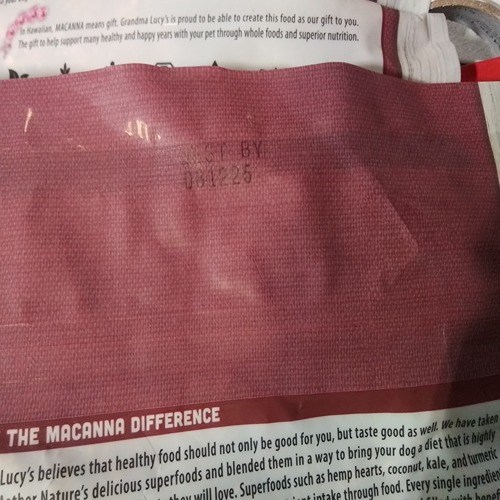 In Hawaiian, MACANNA means gift. Grandma Lucy's is proud to be able to create this food as our gift to you.
The gift to help support many healthy and happy years with your pet through whole foods and superior nutrition.
BEST BY
081225
THE MACANNA DIFFERENCE
Lucy's believes that healthy food should not only be good for you, but taste good as well. We have taken
Nature's delicious superfoods and blended them in a way to bring your dog a diet that is highly
they will love. Superfoods such as hemp hearts, coconut, kale, and turmeric
intake through food. Every single